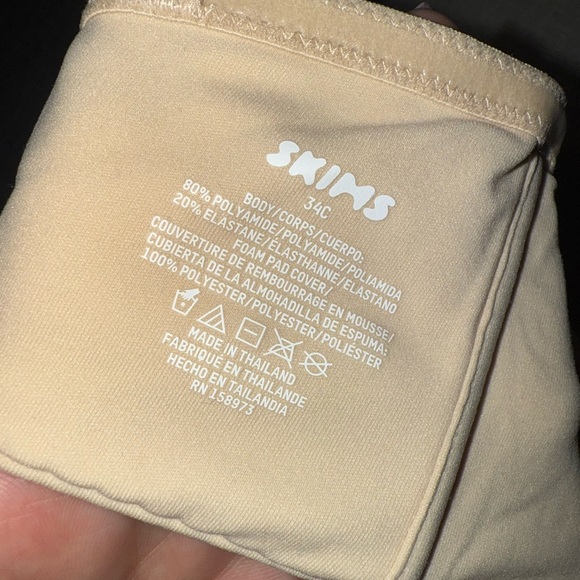 SKIMS
34C
BODY/CORPS/CUERPO:
80% POLYAMIDE/POLYAMIDE/POLIAMIDA
20% ELASTANE/ÉLASTHANNE/ELASTANO
FOAM PAD COVER/
COUVERTURE DE REMBOURRAGE EN MOUSSE/
CUBIERTA DE LA ALMOHADILLA DE ESPUMA:
100% POLYESTER/POLYESTER/POLIÉSTER
MADE IN THAILAND
FABRIQUÉ EN THAILANDE
HECHO EN TAILANDIA
RN 158973